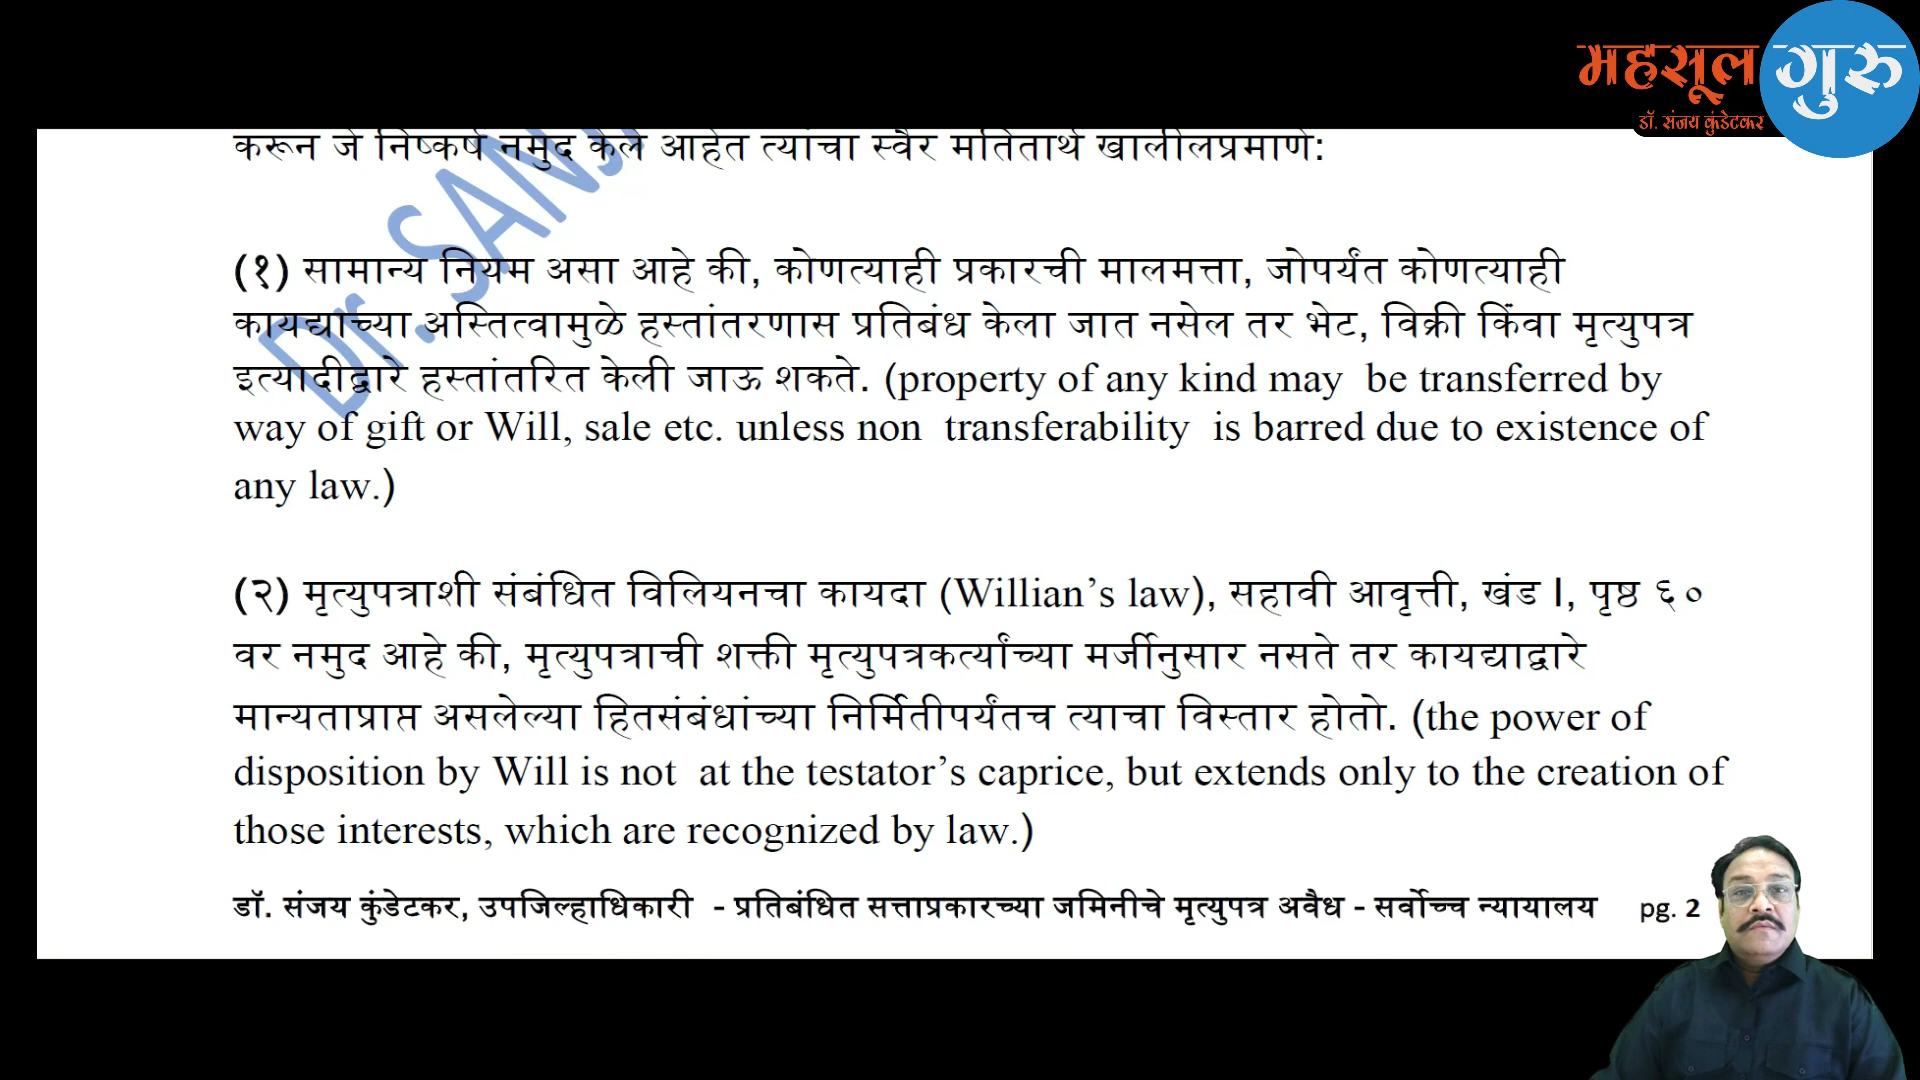 महसूल गुरु
डॉ. संजय कुंडेटकर
करून जे निष्कर्ष नमुद केले आहेत त्यांचा स्वैर मतितार्थ खालीलप्रमाणे:
(१) सामान्य नियम असा आहे की, कोणत्याही प्रकारची मालमत्ता, जोपर्यंत कोणत्याही
कायद्याच्या अस्तित्वामुळे हस्तांतरणास प्रतिबंध केला जात नसेल तर भेट, विक्री किंवा मृत्युपत्र
इत्यादीद्वारे हस्तांतरित केली जाऊ शकते. (property of any kind may be transferred by
way of gift or Will, sale etc. unless non transferability is barred due to existence of
any law.)
(२) मृत्युपत्राशी संबंधित विलियनचा कायदा (Willian’s law), सहावी आवृत्ती, खंड I, पृष्ठ ६०
वर नमुद आहे की, मृत्युपत्राची शक्ती मृत्युपत्रकर्त्यांच्या मर्जीनुसार नसते तर कायद्याद्वारे
मान्यताप्राप्त असलेल्या हितसंबंधांच्या निर्मितीपर्यंतच त्याचा विस्तार होतो. (the power of
disposition by Will is not at the testator’s caprice, but extends only to the creation of
those interests, which are recognized by law.)
डॉ. संजय कुंडेटकर, उपजिल्हाधिकारी - प्रतिबंधित सत्ताप्रकारच्या जमिनीचे मृत्युपत्र अवैध - सर्वोच्च न्यायालय pg. 2
Dr. SANJ